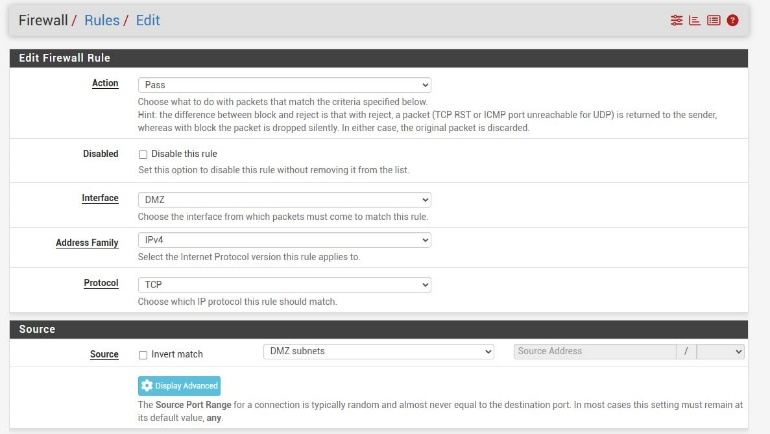 Firewall / Rules / Edit
Edit Firewall Rule
Action
Pass
Choose what to do with packets that match the criteria specified below.
Hint: the difference between block and reject is that with reject, a packet (TCP RST or ICMP port unreachable for UDP) is returned to the sender,
whereas with block the packet is dropped silently. In either case, the original packet is discarded.
Disabled
Disable this rule
Set this option to disable this rule without removing it from the list.
Interface
DMZ
Choose the interface from which packets must come to match this rule.
Address Family
IPv4
Select the Internet Protocol version this rule applies to.
Protocol
TCP
Choose which IP protocol this rule should match.
Source
Source
Invert match
DMZ subnets
Source Address
/
Display Advanced
The Source Port Range for a connection is typically random and almost never equal to the destination port. In most cases this setting must remain at
its default value, any.